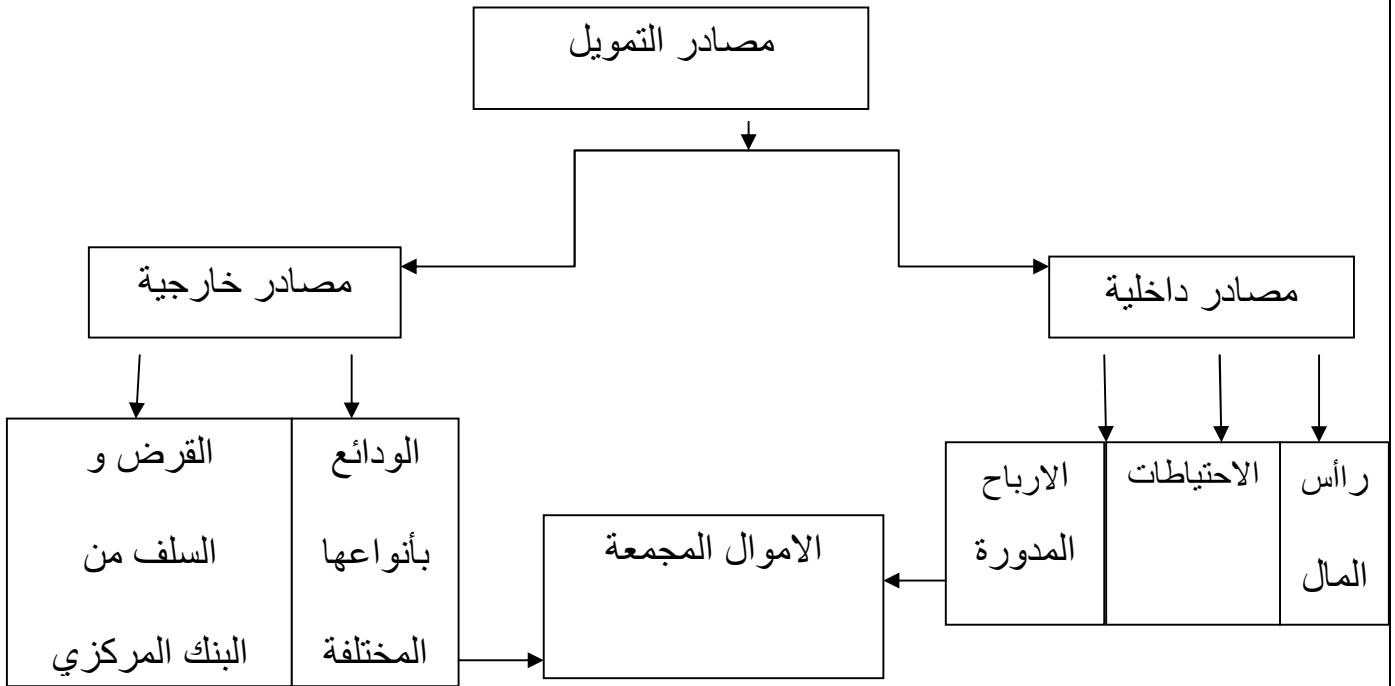 مصادر التمويل
مصادر داخلية
مصادر خارجية
راأس
المال
الاحتياطات
الارباح
المدورة
الاموال المجمعة
الودائع
بأنواعها
المختلفة
القرض و
السلف من
البنك المركزي